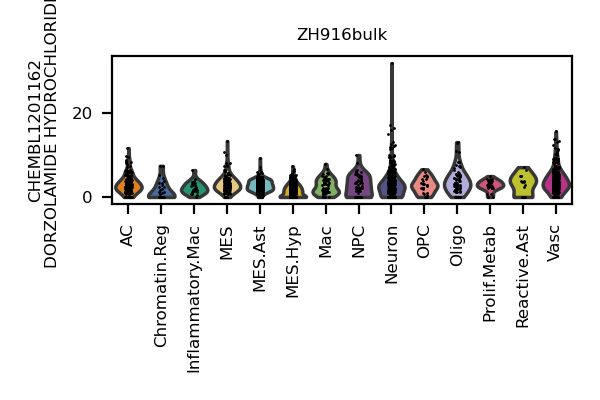 ZH916bulk
CHEMBL1201162
DORZOLAMIDE HYDROCHLORIDE
20
0
AC
Chromatin.Reg
Inflammatory.Mac
MES
MES.Ast
MES.Hyp
Mac
NPC
Neuron
OPC
Oligo
Prolif.Metab
Reactive.Ast
Vasc